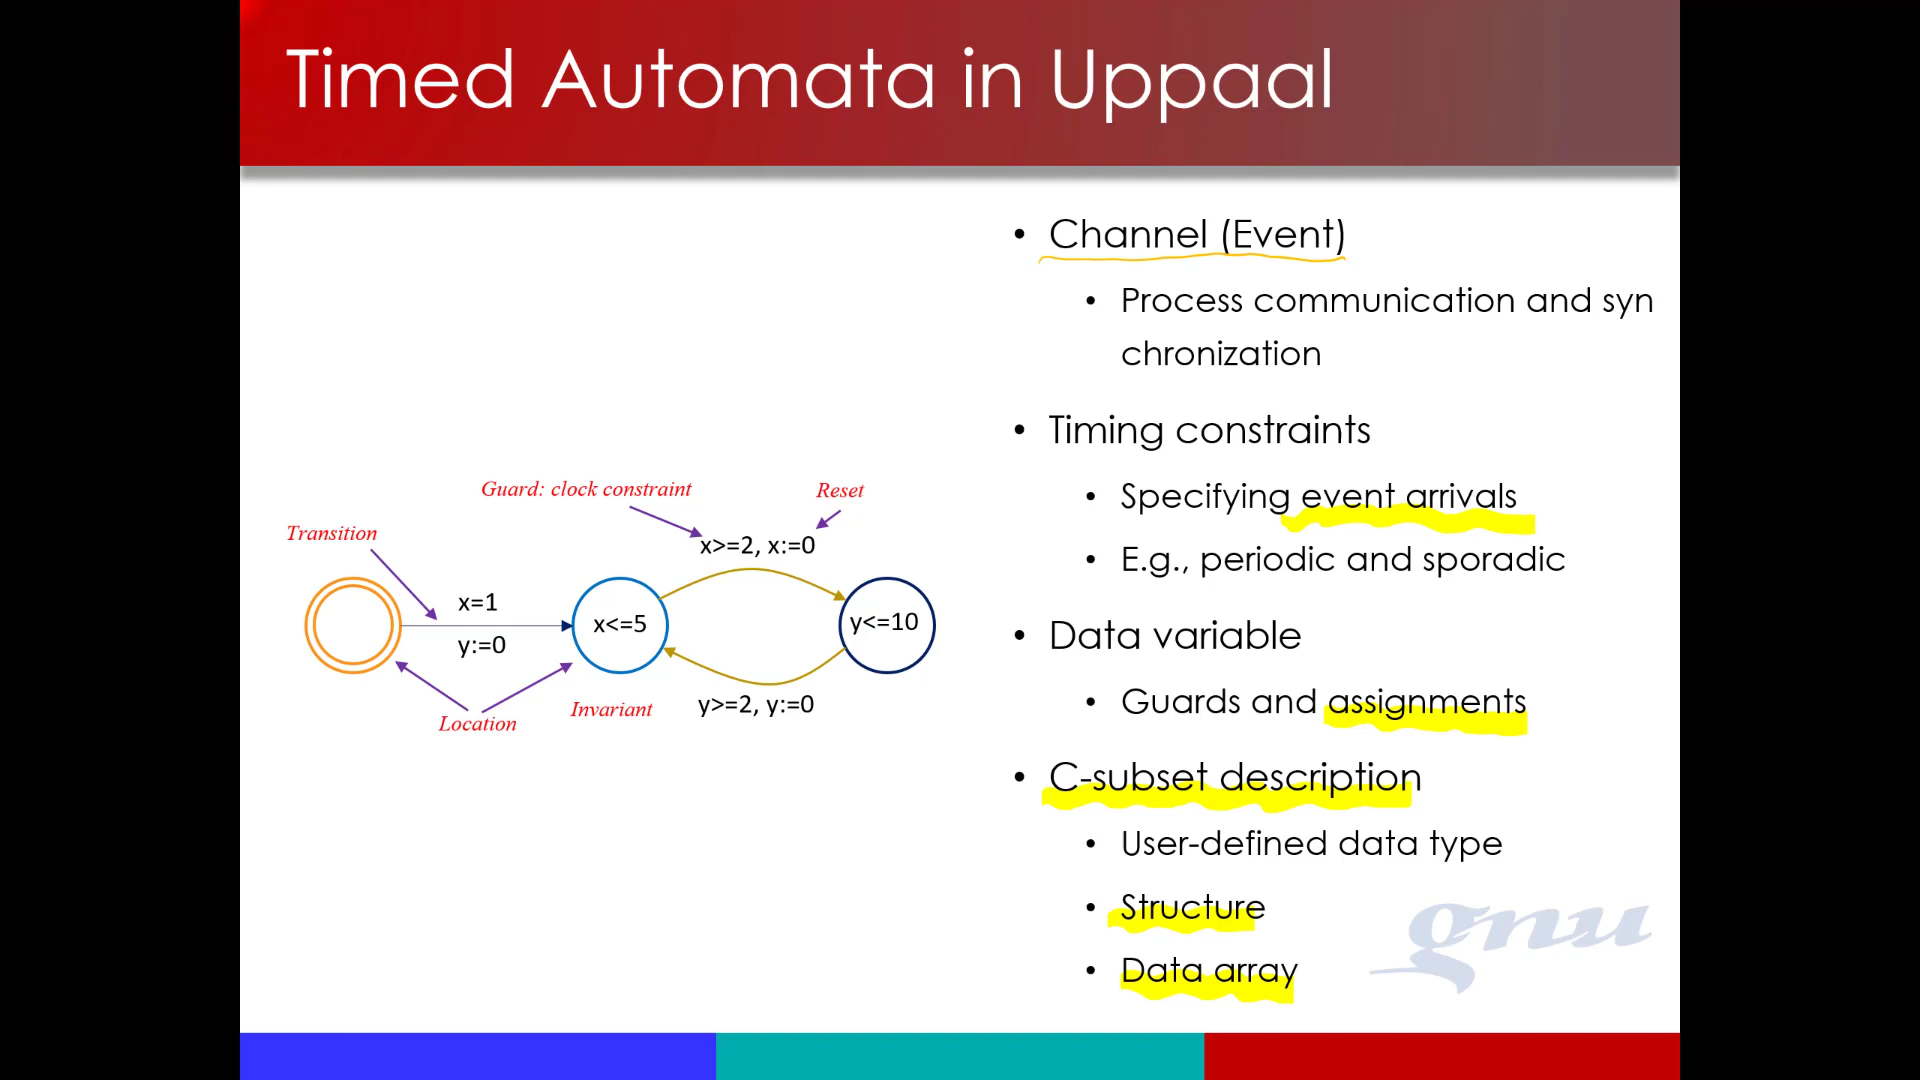 Timed Automata in Uppaal
• Channel (Event)
• Process communication and syn
chronization
• Timing constraints
• Specifying event arrivals
• E.g., periodic and sporadic
• Data variable
• Guards and assignments
• C-subset description
• User-defined data type
• Structure
• Data array
Guard: clock constraint
Reset
Transition
x>=2, x:=0
x=1
y:=0
x<=5
y<=10
Location
Invariant
y>=2, y:=0
gnu